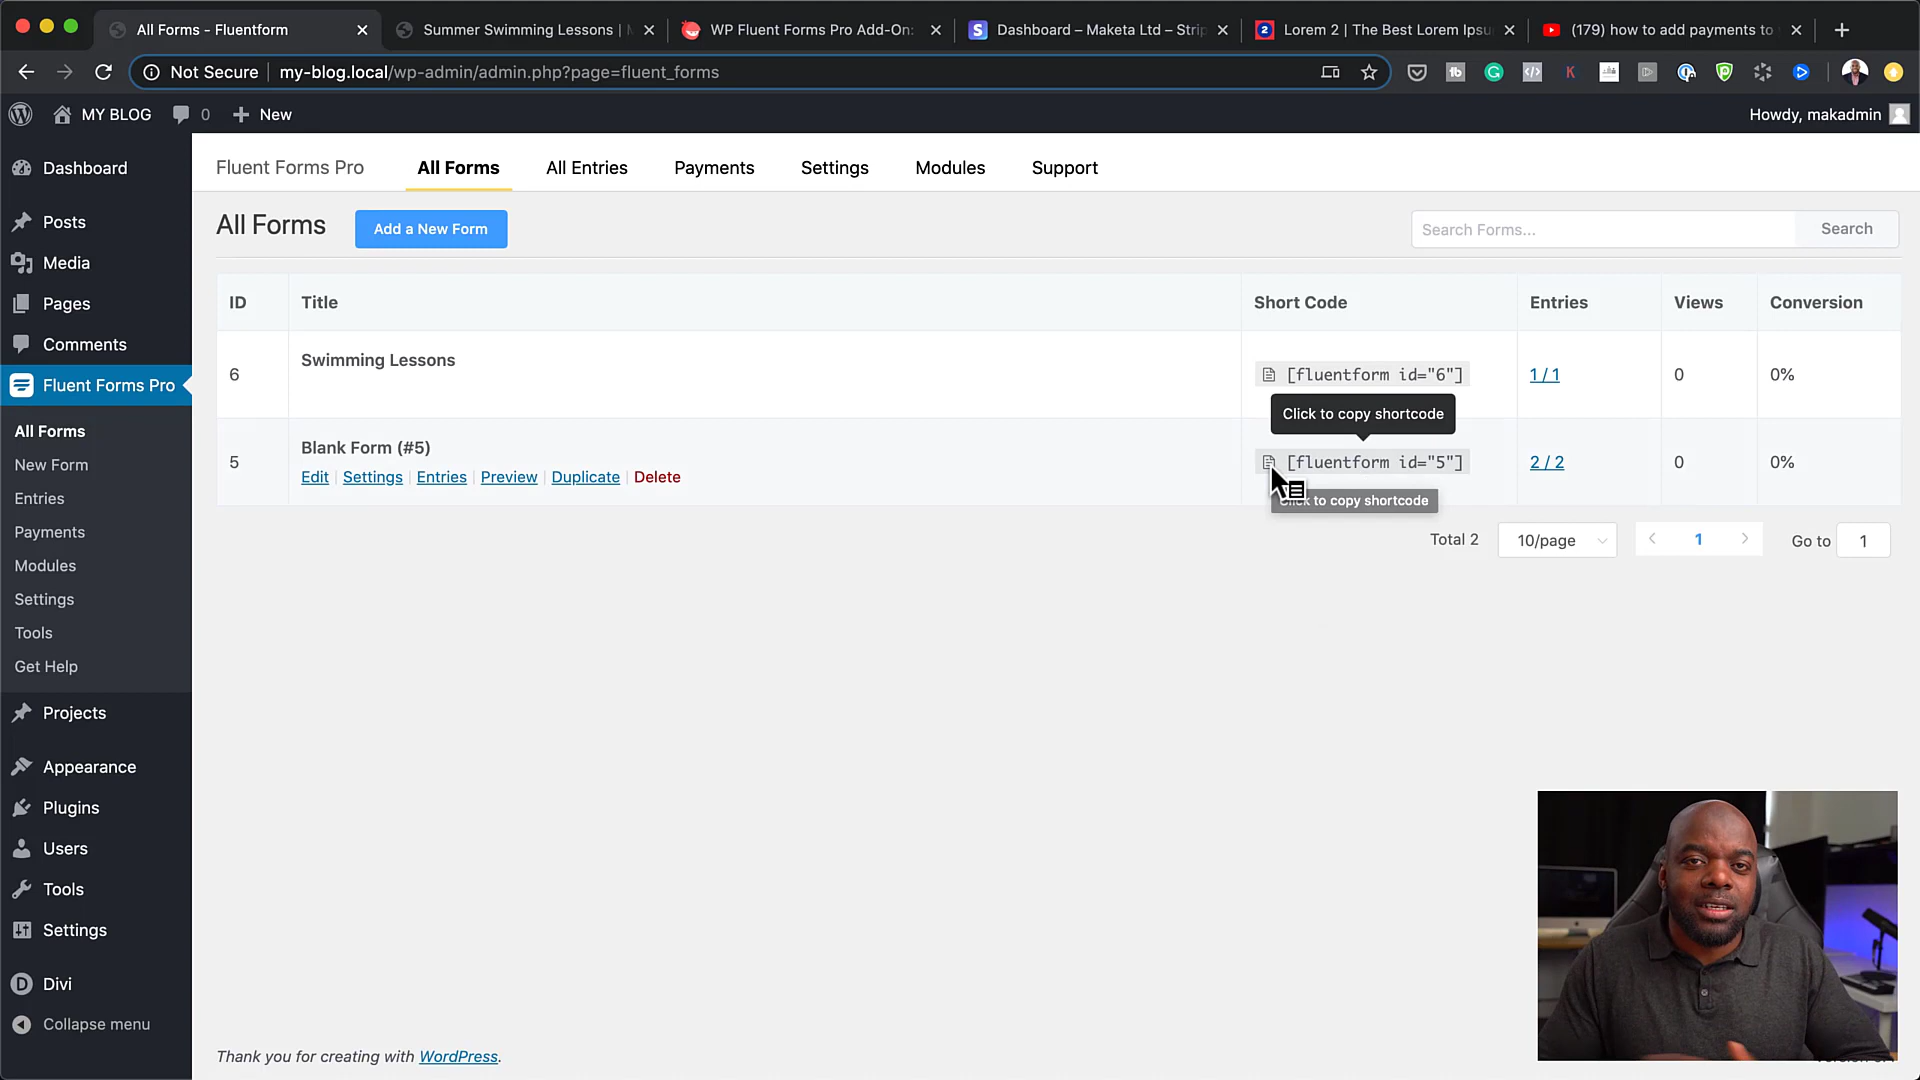 All Forms - Fluentform
Summer Swimming Lessons |
WP Fluent Forms Pro Add-On:
Dashboard – Maketa Ltd – Strip
Lorem 2 | The Best Lorem Ipsu
(179) how to add payments to
Not Secure
my-blog.local/wp-admin/admin.php?page=fluent_forms
MY BLOG
0
New
Howdy, makadmin
Dashboard
Posts
Media
Pages
Comments
Fluent Forms Pro
All Forms
New Form
Entries
Payments
Modules
Settings
Tools
Get Help
Projects
Appearance
Plugins
Users
Tools
Settings
Divi
Collapse menu
Fluent Forms Pro
All Forms
All Entries
Payments
Settings
Modules
Support
All Forms
Add a New Form
Search Forms...
Search
ID
Title
Short Code
Entries
Views
Conversion
6
Swimming Lessons
[fluentform id="6"]
1 / 1
0
0%
Click to copy shortcode
5
Blank Form (#5)
Edit | Settings | Entries | Preview | Duplicate | Delete
[fluentform id="5"]
2 / 2
0
0%
Click to copy shortcode
Total 2
10/page
1
Go to
1
Thank you for creating with WordPress.